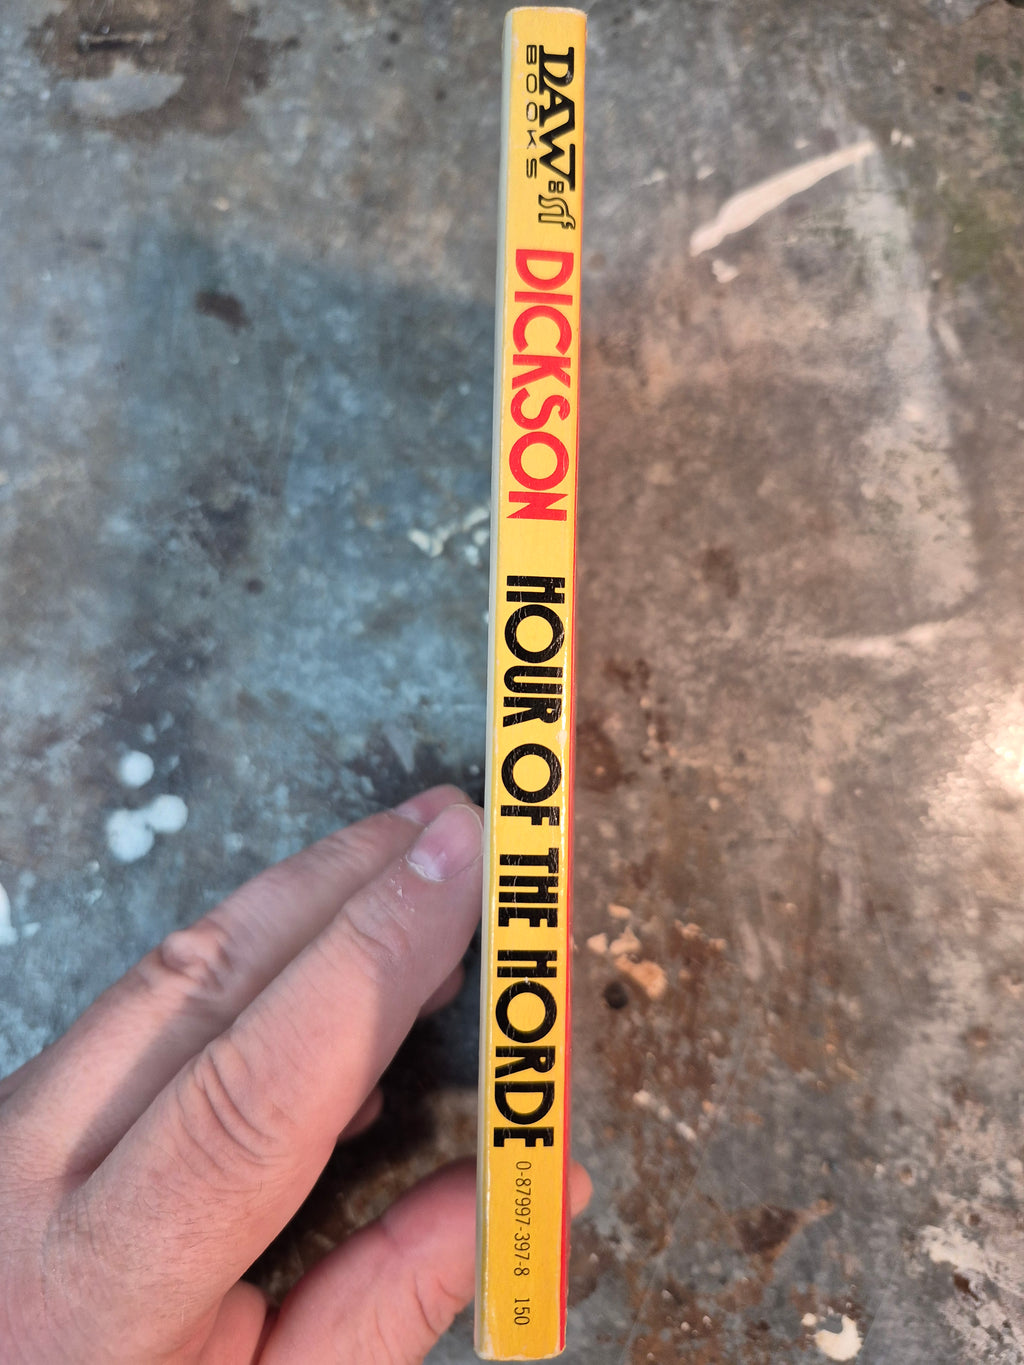 DAW:sf
BOOKS
DICKSON
HOUR OF THE HORDE
0-87997-397-8 150